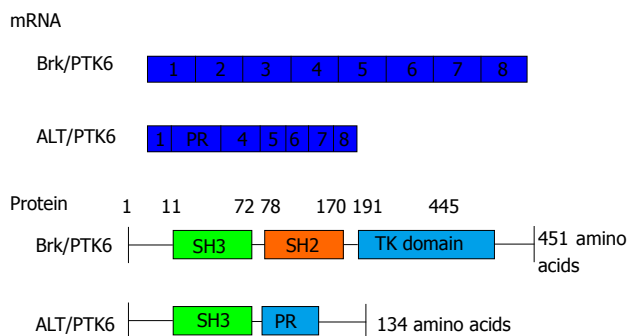 mRNA
Brk/PTK6
1 2 3 4 5 6 7 8
ALT/PTK6
1 PR 4 5 6 7 8
Protein
1 11 72 78 170 191 445
Brk/PTK6
SH3 SH2 TK domain
451 amino
acids
ALT/PTK6
SH3 PR
134 amino acids